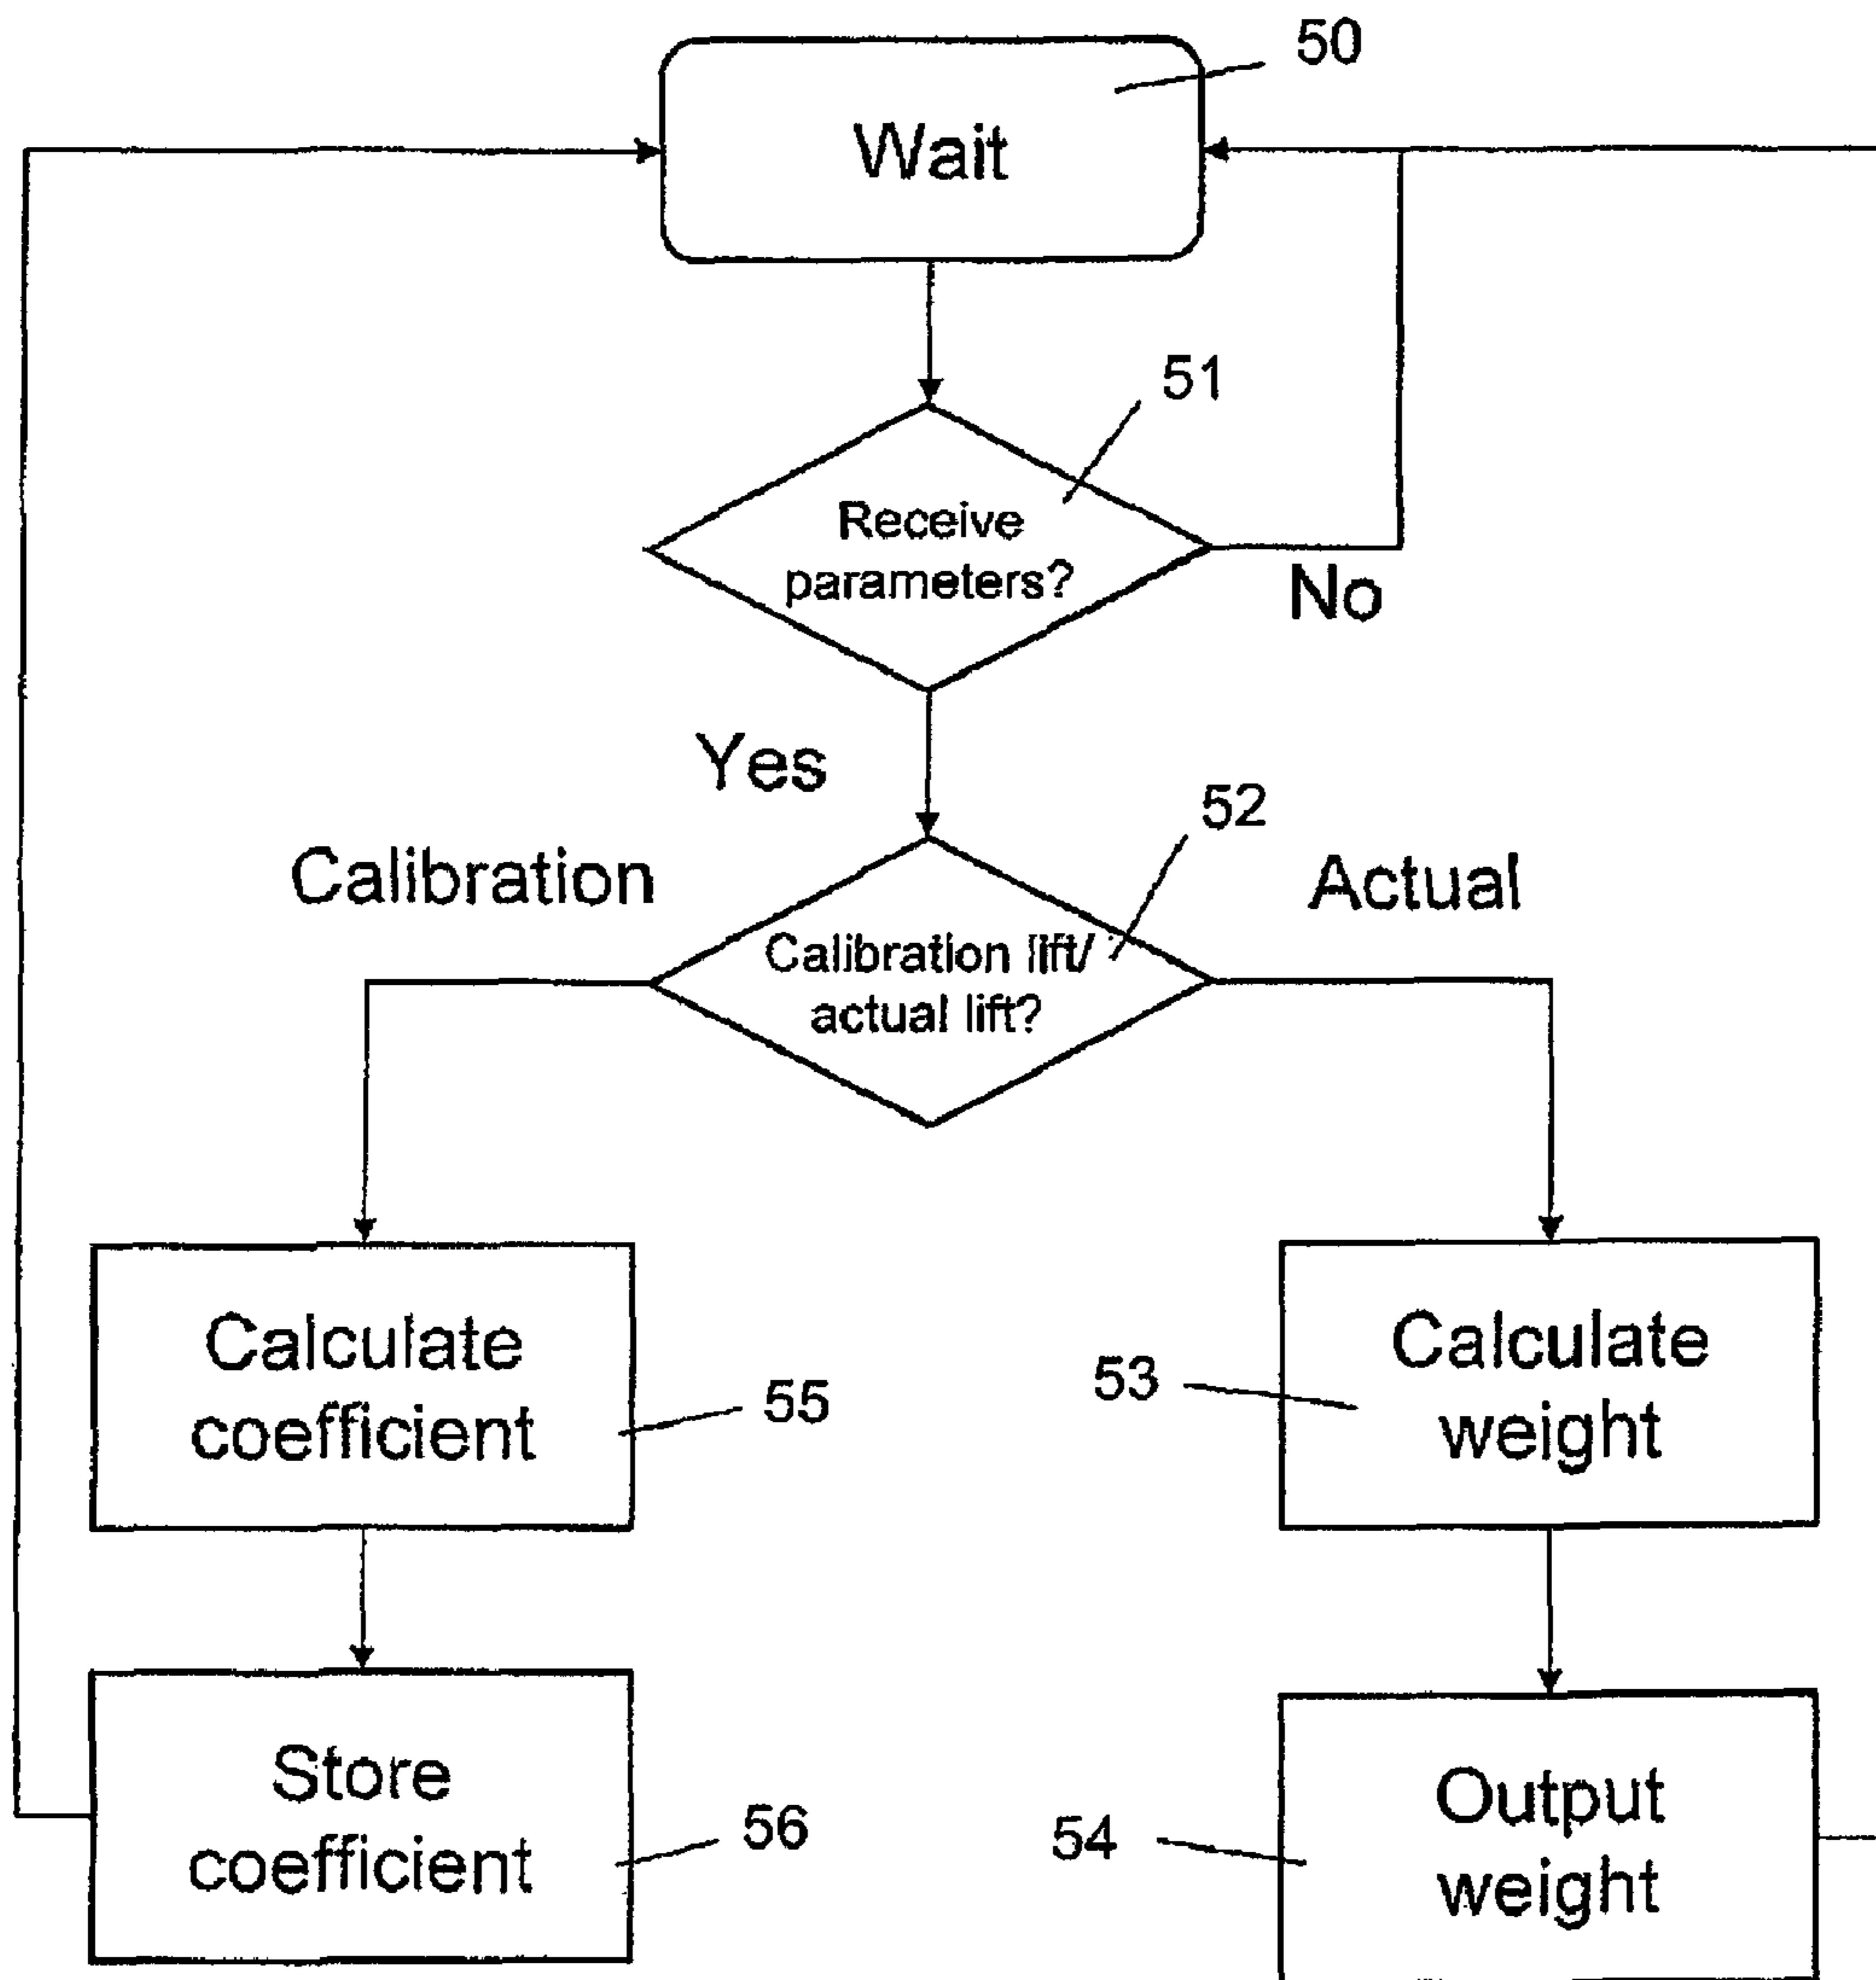 50
Wait
51
Receive
parameters?
No
Yes
52
Calibration
Actual
Calibration lift/
actual lift?
Calculate
coefficient
55
53
Calculate
weight
Store
coefficient
56
54
Output
weight